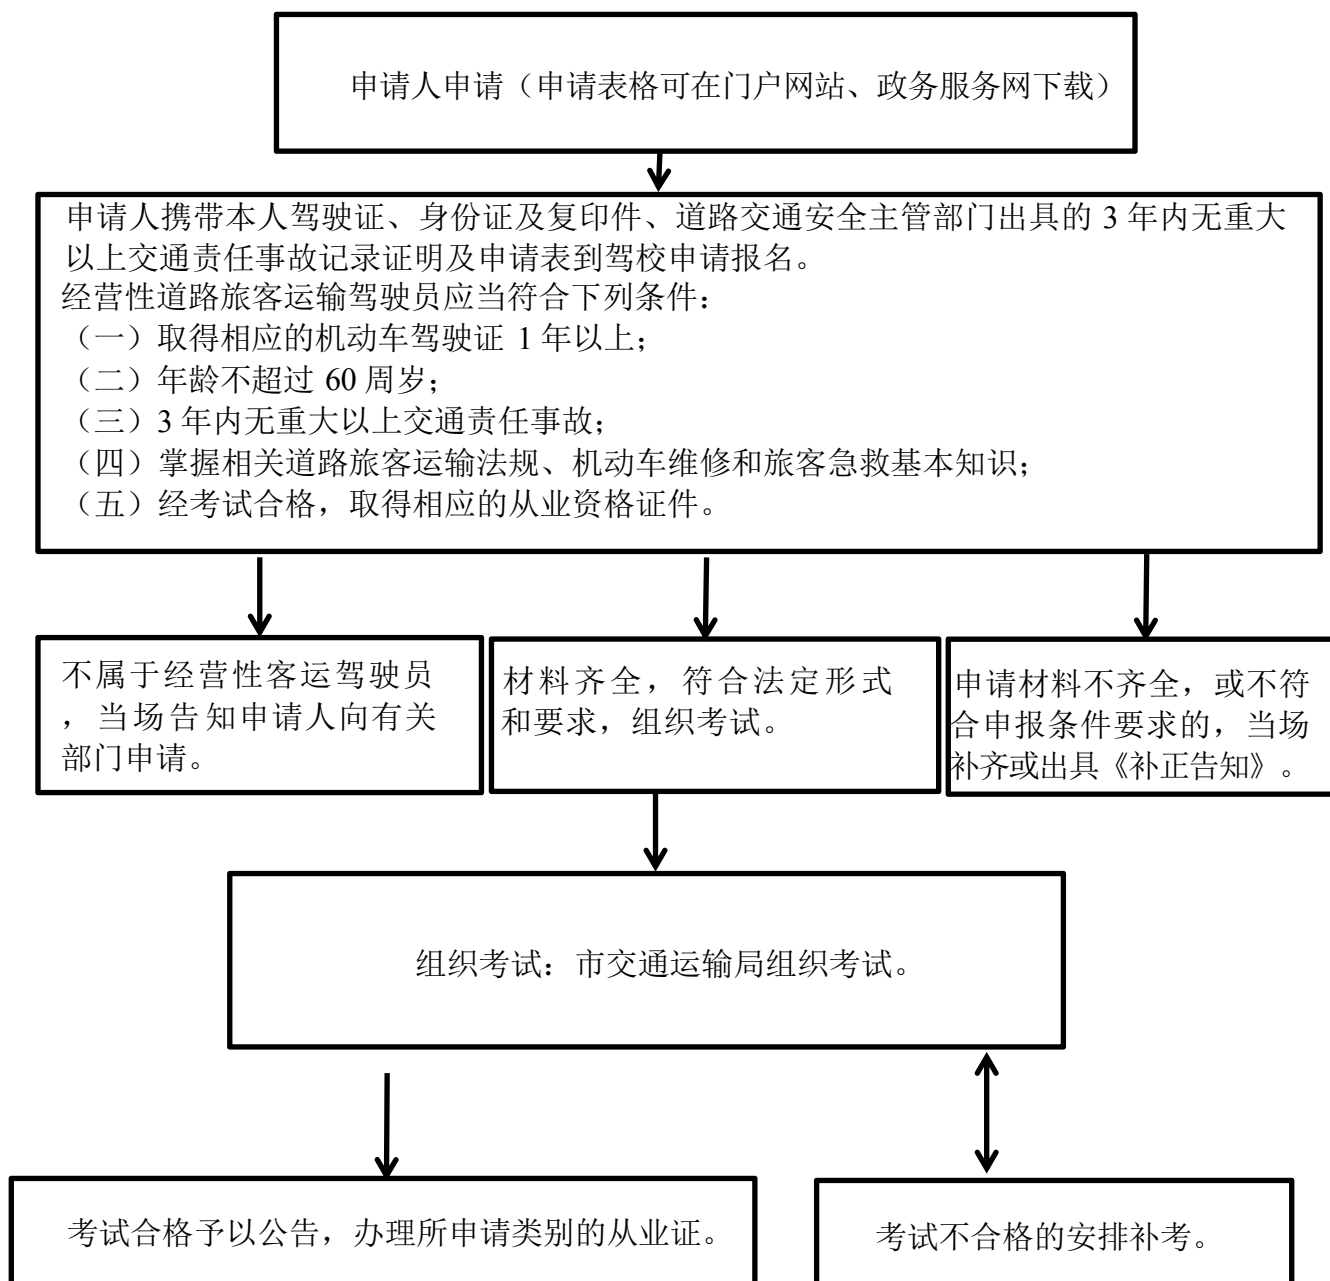 申请人申请（申请表格可在门户网站、政务服务网下载）
申请人携带本人驾驶证、身份证及复印件、道路交通安全主管部门出具的 3 年内无重大
以上交通责任事故记录证明及申请表到驾校申请报名。
经营性道路旅客运输驾驶员应当符合下列条件：
（一）取得相应的机动车驾驶证 1 年以上；
（二）年龄不超过 60 周岁；
（三）3 年内无重大以上交通责任事故；
（四）掌握相关道路旅客运输法规、机动车维修和旅客急救基本知识；
（五）经考试合格，取得相应的从业资格证件。
不属于经营性客运驾驶员
，当场告知申请人向有关
部门申请。
材料齐全，符合法定形式
和要求，组织考试。
申请材料不齐全，或不符
合申报条件要求的，当场
补齐或出具《补正告知》。
组织考试：市交通运输局组织考试。
考试合格予以公告，办理所申请类别的从业证。
考试不合格的安排补考。